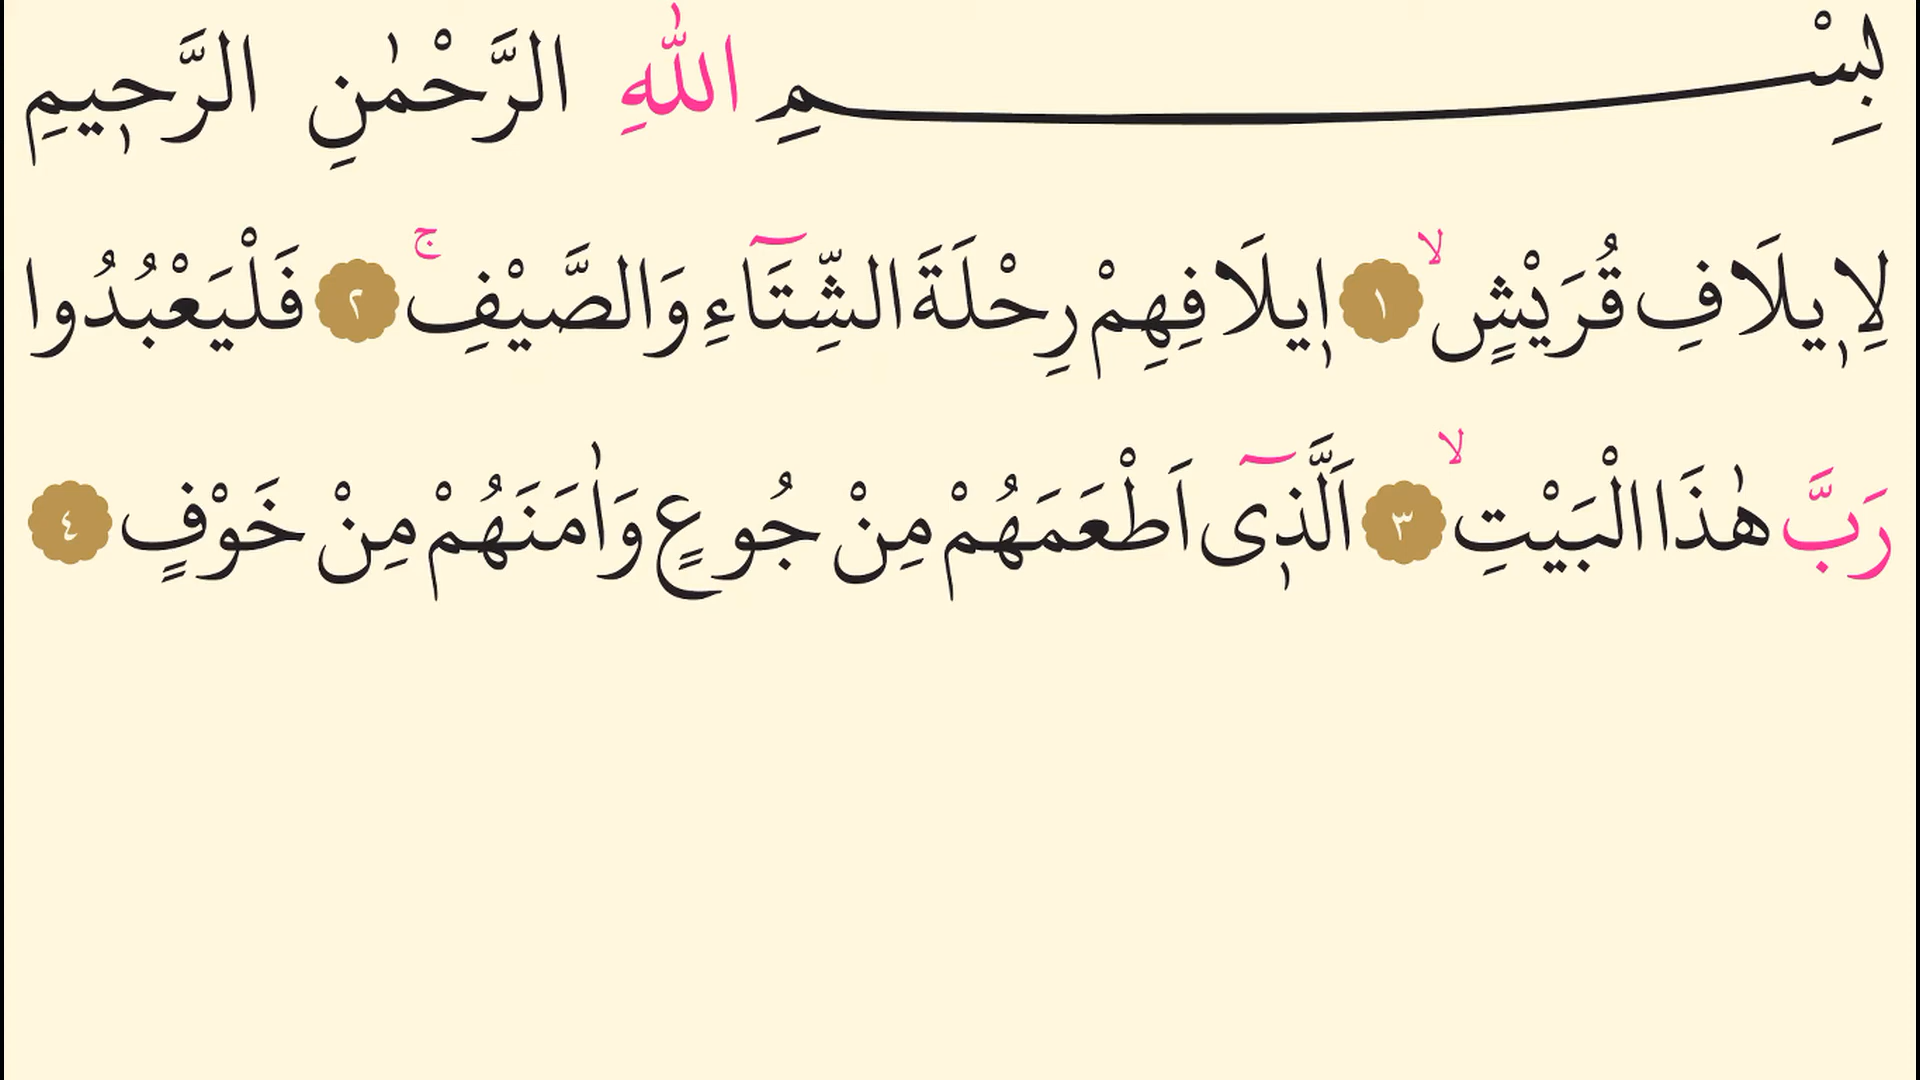 بِسْمِ اللّٰهِ الرَّحْمٰنِ الرَّح۪يمِ
لِا۪يلَافِ قُرَيْشٍۙ ﴿١﴾ ا۪يلَافِهِمْ رِحْلَةَ الشِّتَٓاءِ وَالصَّيْفِۚ ﴿٢﴾ فَلْيَعْبُدُوا
رَبَّ هٰذَا الْبَيْتِۙ ﴿٣﴾ اَلَّذ۪ٓى اَطْعَمَهُمْ مِنْ جُوعٍ وَاٰمَنَهُمْ مِنْ خَوْفٍ ﴿٤﴾